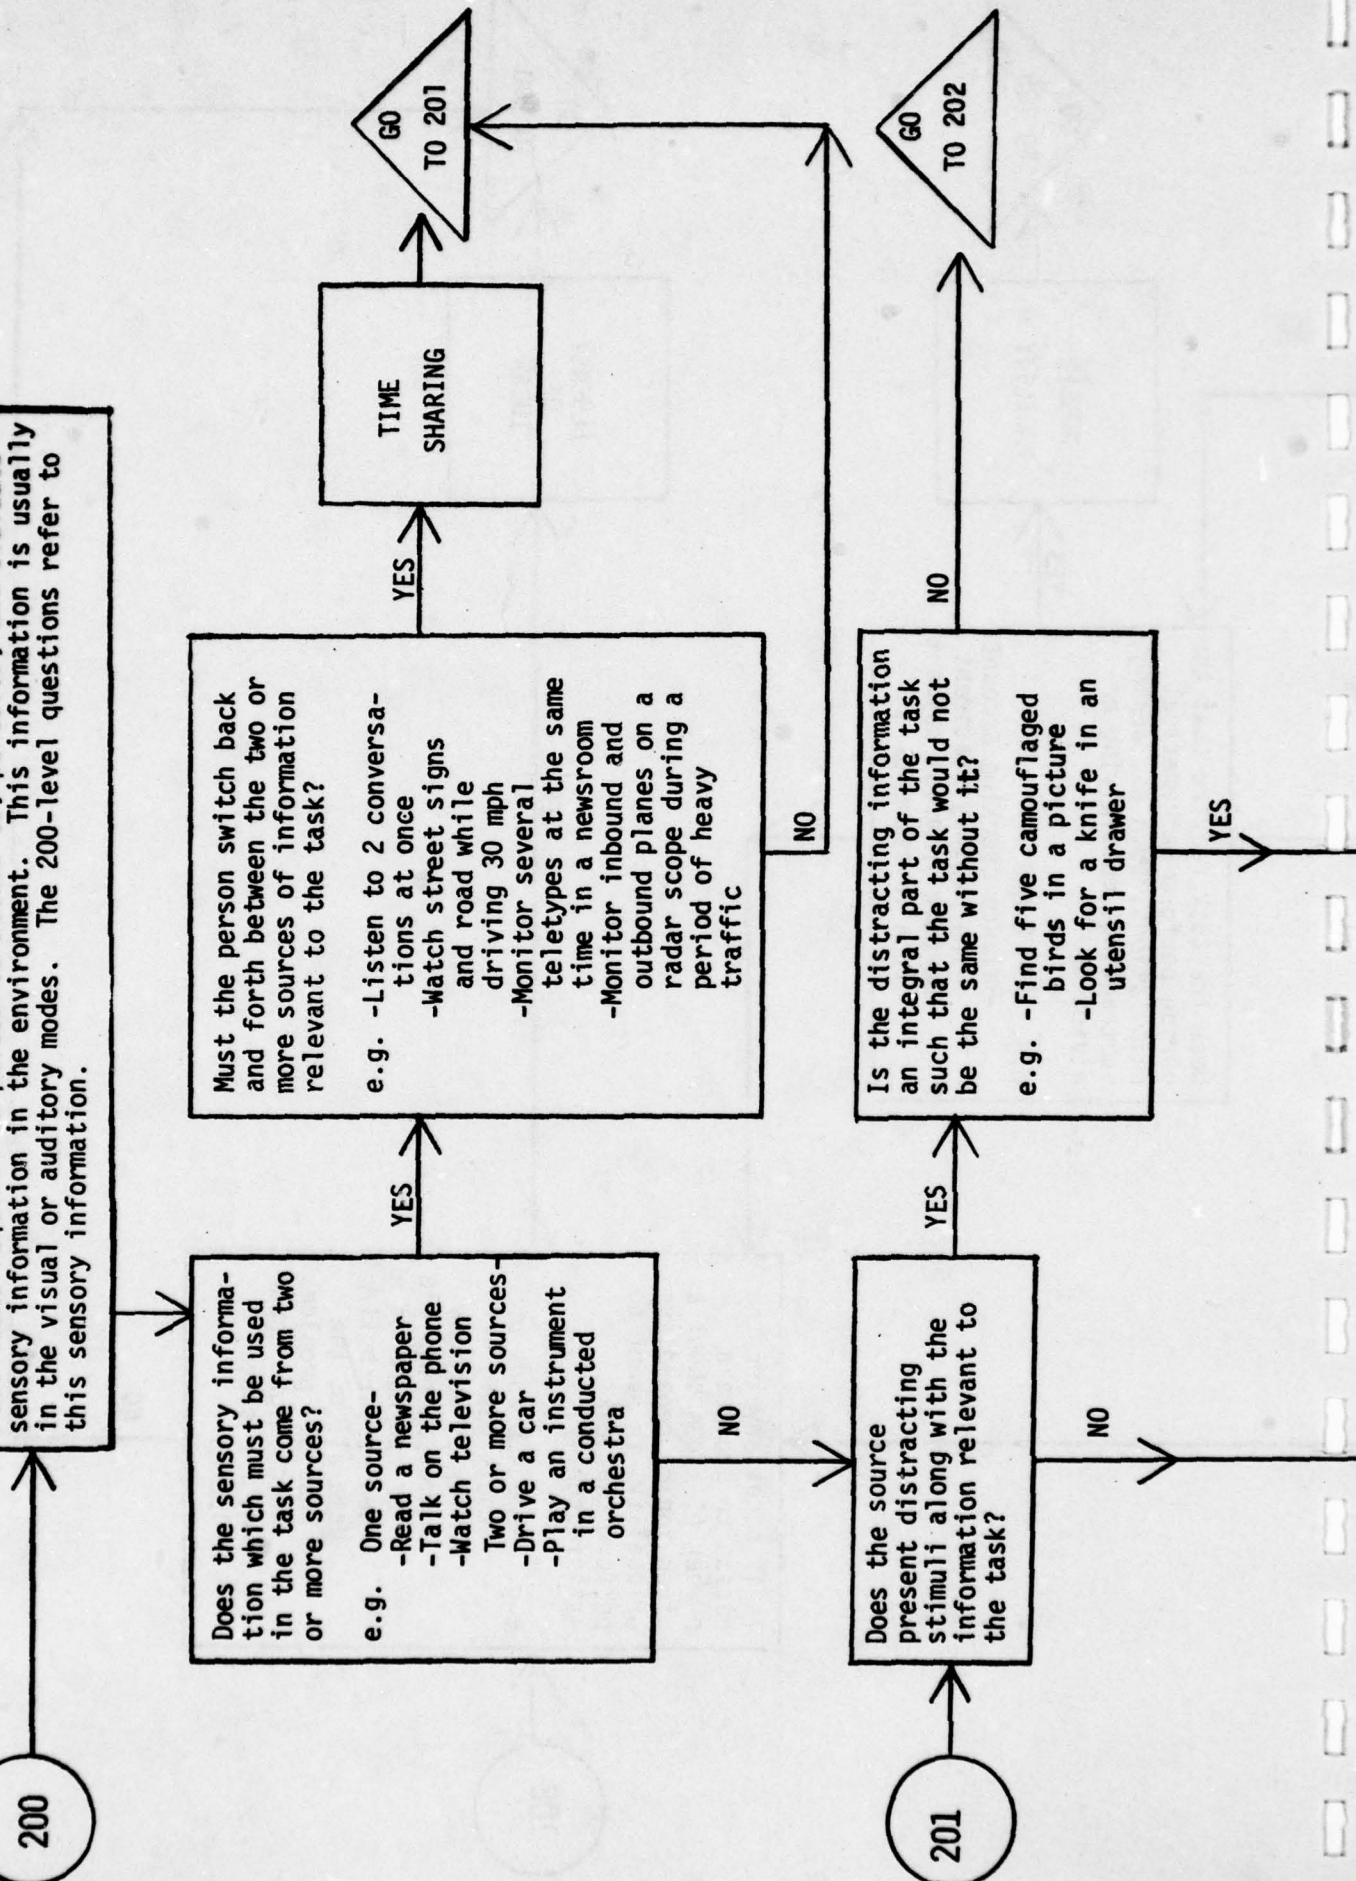 200
sensory information in the environment. This information is usually
in the visual or auditory modes. The 200-level questions refer to
this sensory information.
Does the sensory informa-
tion which must be used
in the task come from two
or more sources?
e.g. One source-
-Read a newspaper
-Talk on the phone
-Watch television
Two or more sources-
-Drive a car
-Play an instrument
in a conducted
orchestra
YES
NO
Must the person switch back
and forth between the two or
more sources of information
relevant to the task?
e.g. -Listen to 2 conversa-
tions at once
-Watch street signs
and road while
driving 30 mph
-Monitor several
teletypes at the same
time in a newsroom
-Monitor inbound and
outbound planes on a
radar scope during a
period of heavy
traffic
YES
NO
TIME
SHARING
GO
TO 201
201
Does the source
present distracting
stimuli along with the
information relevant to
the task?
YES
NO
Is the distracting information
an integral part of the task
such that the task would not
be the same without it?
e.g. -Find five camouflaged
birds in a picture
-Look for a knife in an
utensil drawer
NO
YES
GO
TO 202